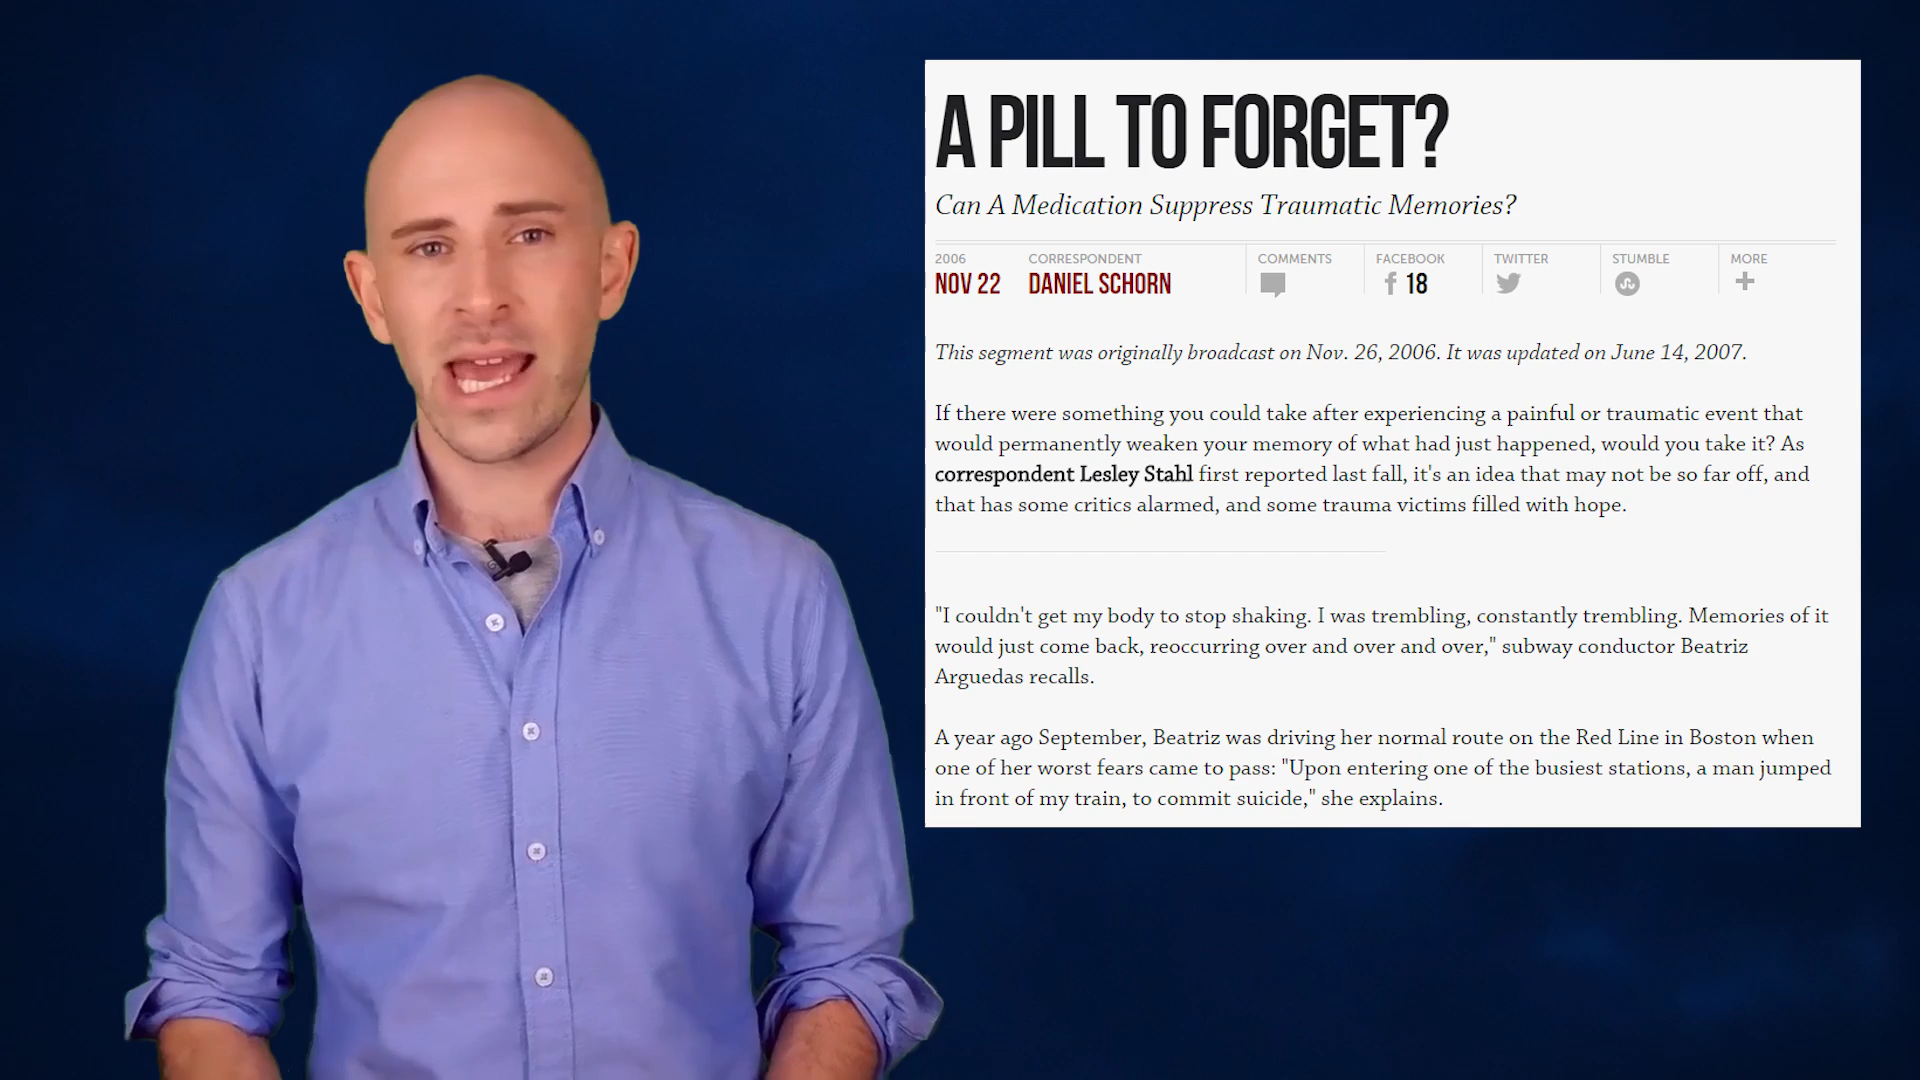 A PILL TO FORGET?
Can A Medication Suppress Traumatic Memories?
2006 CORRESPONDENT COMMENTS FACEBOOK TWITTER STUMBLE MORE
NOV 22 DANIEL SCHORN 18
This segment was originally broadcast on Nov. 26, 2006. It was updated on June 14, 2007.
If there were something you could take after experiencing a painful or traumatic event that
would permanently weaken your memory of what had just happened, would you take it? As
correspondent Lesley Stahl first reported last fall, it's an idea that may not be so far off, and
that has some critics alarmed, and some trauma victims filled with hope.
"I couldn't get my body to stop shaking. I was trembling, constantly trembling. Memories of it
would just come back, reoccurring over and over and over," subway conductor Beatriz
Arguedas recalls.
A year ago September, Beatriz was driving her normal route on the Red Line in Boston when
one of her worst fears came to pass: "Upon entering one of the busiest stations, a man jumped
in front of my train, to commit suicide," she explains.